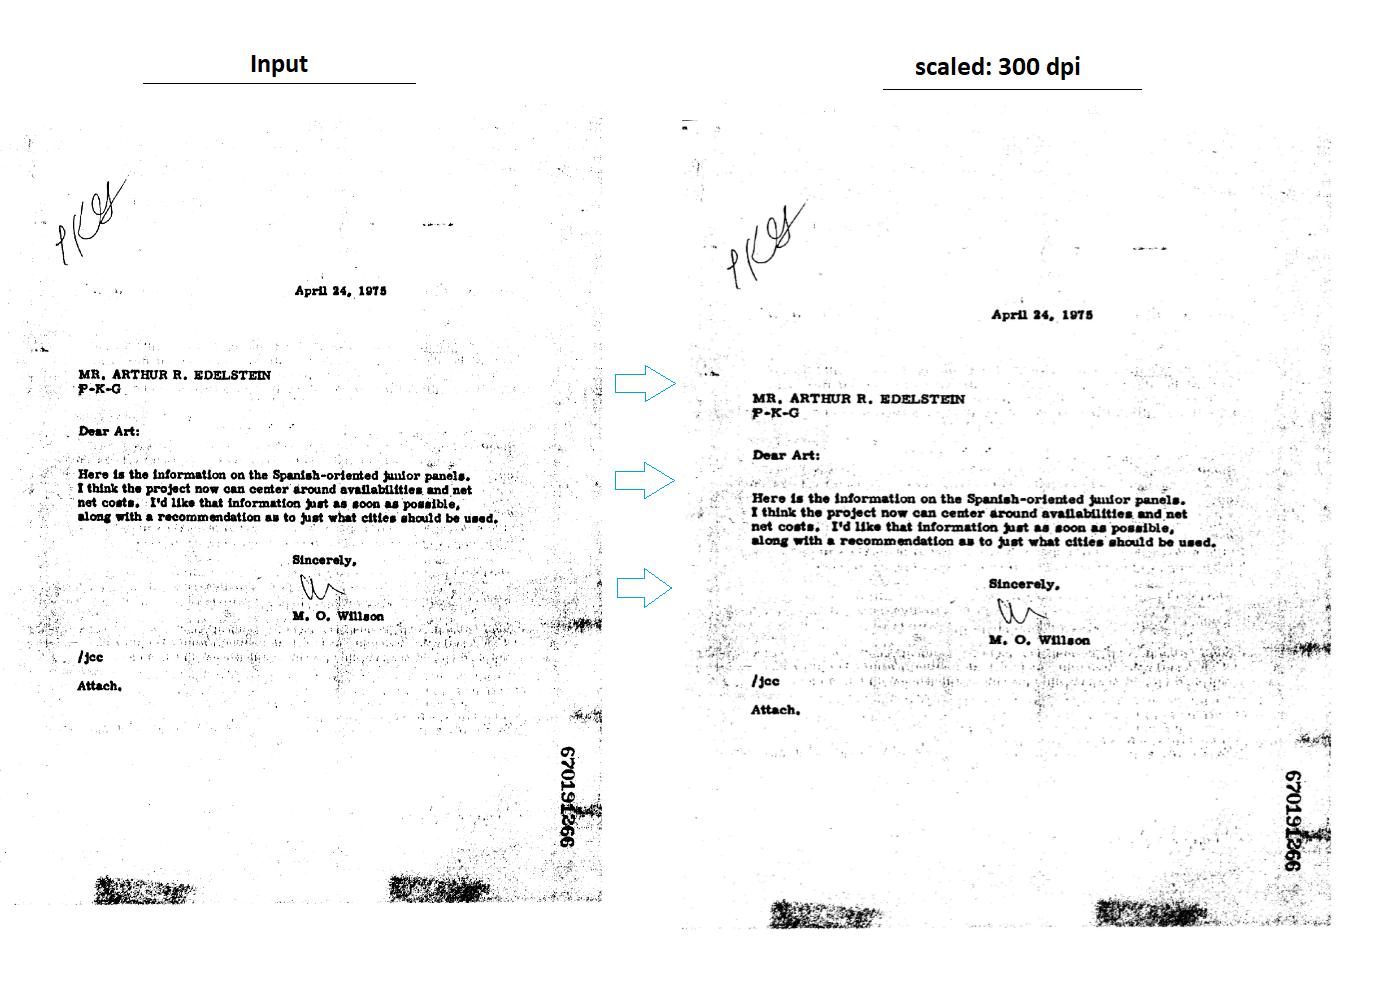 Input
scaled: 300 dpi
PKG
April 24, 1975
MR. ARTHUR R. EDELSTEIN
P-K-G
Dear Art:
Here is the information on the Spanish-oriented junior panels.
I think the project now can center around availabilities and net
net costs. I'd like that information just as soon as possible,
along with a recommendation as to just what cities should be used.
Sincerely,
M. O. Willson
/jcc
Attach.
670191266
PKG
April 24, 1975
MR. ARTHUR R. EDELSTEIN
P-K-G
Dear Art:
Here is the information on the Spanish-oriented junior panels.
I think the project now can center around availabilities and net
net costs. I'd like that information just as soon as possible,
along with a recommendation as to just what cities should be used.
Sincerely,
M. O. Willson
/jcc
Attach.
670191266